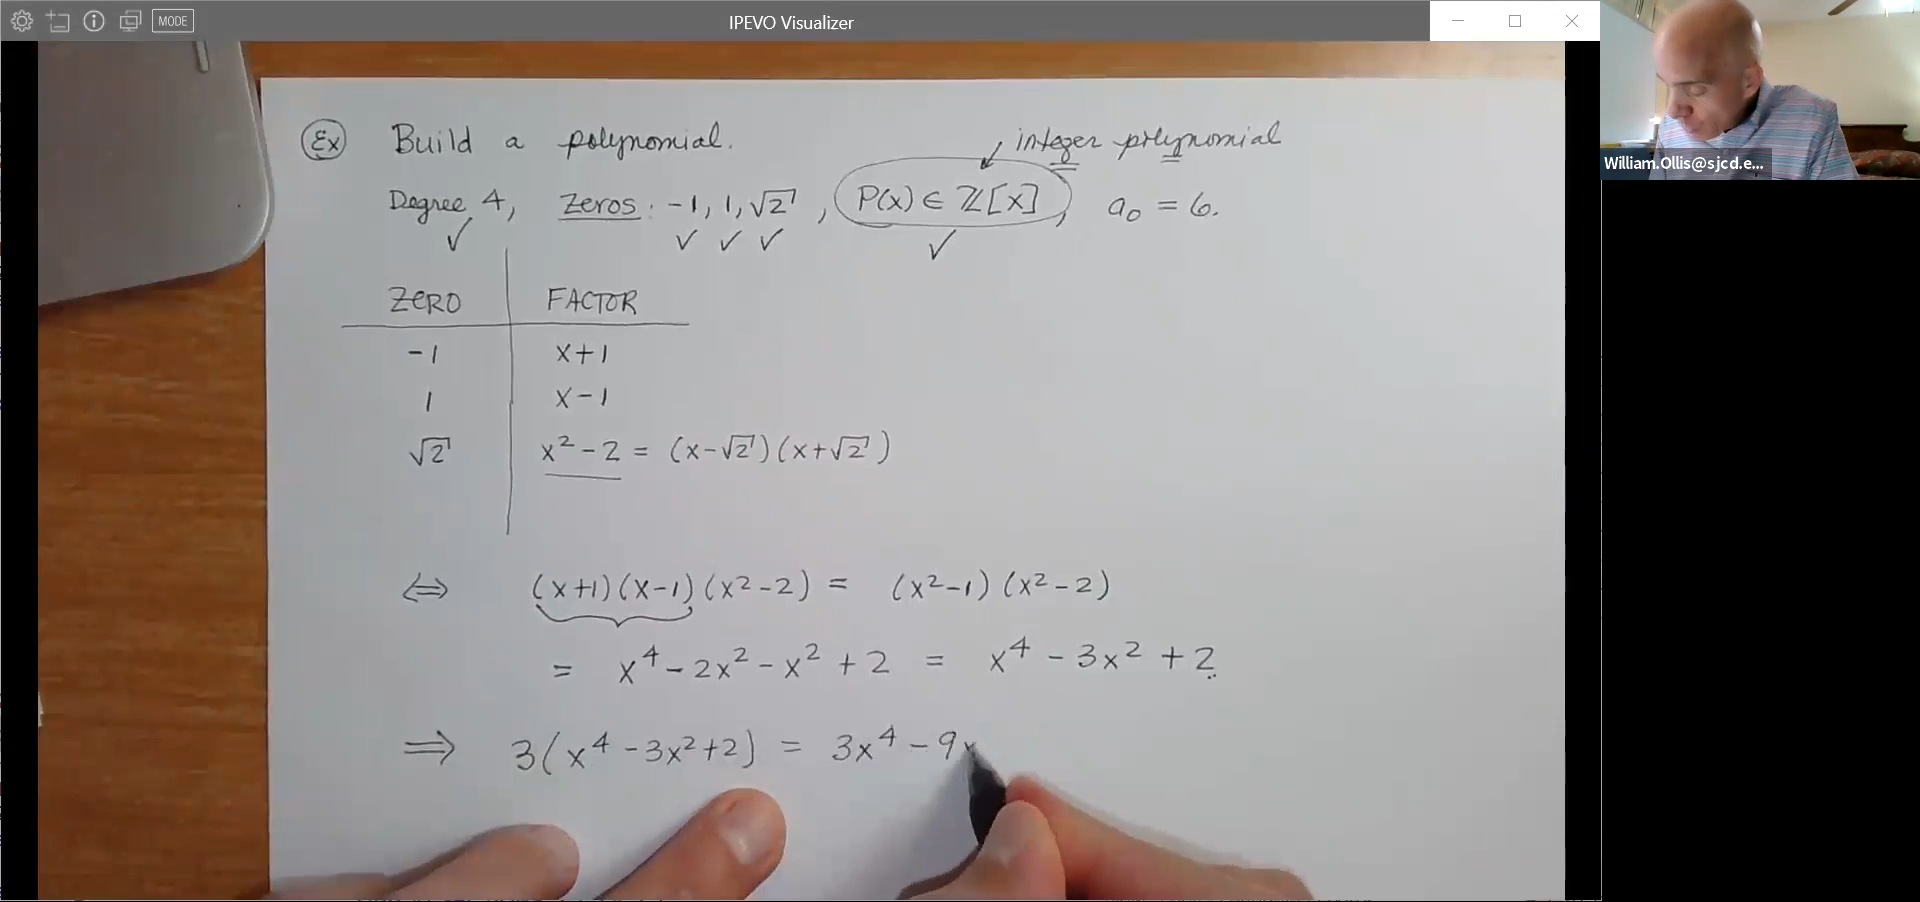 MODE
IPEVO Visualizer
William.Ollis@sjcd.e...
Ex Build a polynomial.
integer polynomial
Degree 4, Zeros: -1, 1, √2, P(x) ∈ ℤ[x], a₀ = 6.
✓ ✓ ✓ ✓ ✓
ZERO FACTOR
-1 x+1
1 x-1
√2 x² - 2 = (x-√2)(x+√2)
⇔ (x+1)(x-1)(x²-2) = (x²-1)(x²-2)
= x⁴ - 2x² - x² + 2 = x⁴ - 3x² + 2
⇒ 3(x⁴ - 3x² + 2) = 3x⁴ - 9x